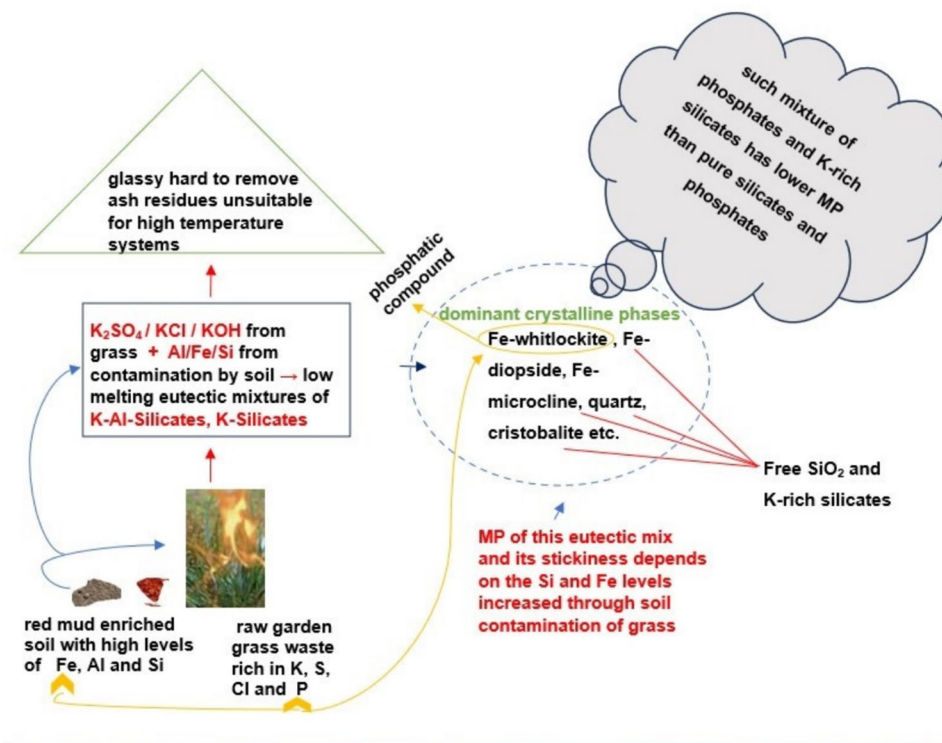 such mixture of
phosphates and K-rich
silicates has lower MP
than pure silicates and
phosphates
glassy hard to remove
ash residues unsuitable
for high temperature
systems
phosphatic
compound
dominant crystalline phases
Fe-whitlockite, Fe-
diopside, Fe-
microcline, quartz,
cristobalite etc.
K₂SO₄ / KCl / KOH from
grass + Al/Fe/Si from
contamination by soil → low
melting eutectic mixtures of
K-Al-Silicates, K-Silicates
Free SiO₂ and
K-rich silicates
MP of this eutectic mix
and its stickiness depends
on the Si and Fe levels
increased through soil
contamination of grass
red mud enriched
soil with high levels
of Fe, Al and Si
raw garden
grass waste
rich in K, S,
Cl and P